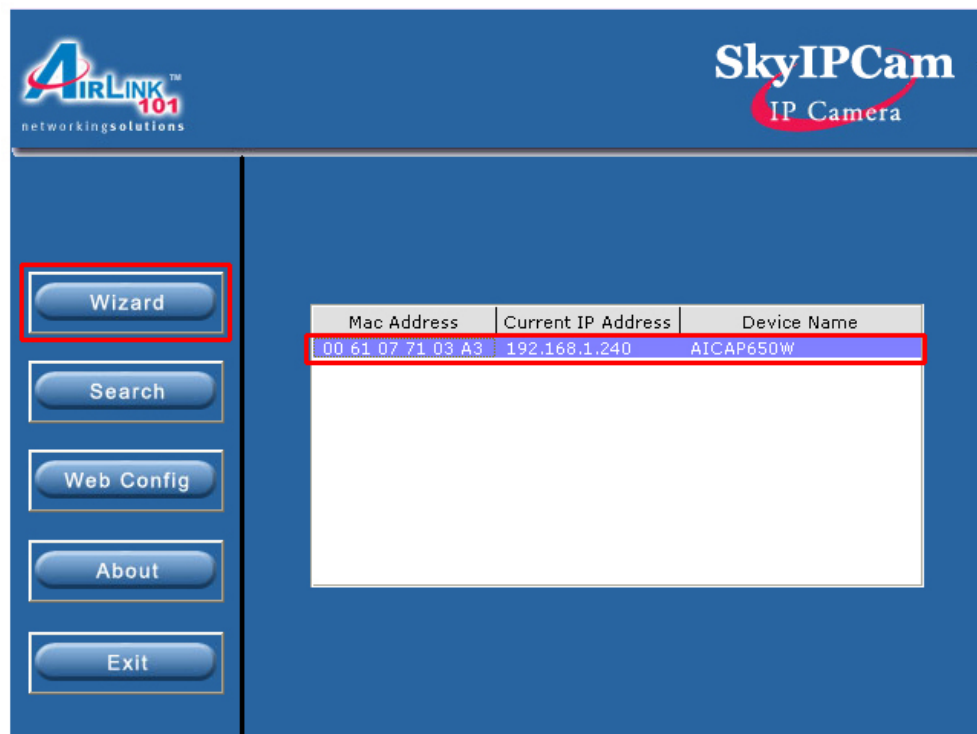 AIRLINK™
101
networkingsolutions
SkyIPCam
IP Camera
Wizard
Search
Web Config
About
Exit
Mac Address Current IP Address Device Name
00 61 07 71 03 A3 192.168.1.240 AICAP650W